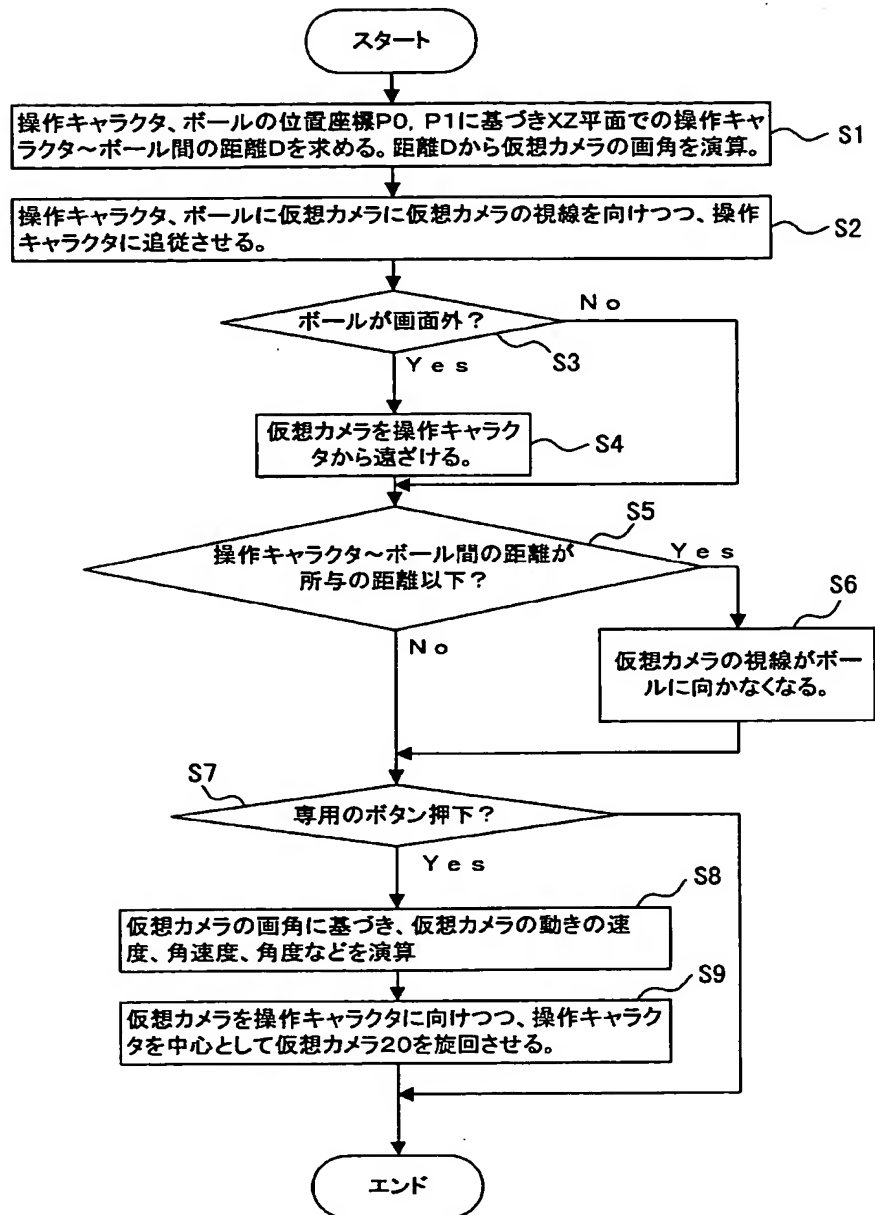 スタート
操作キャラクタ、ボールの位置座標P0, P1に基づきXZ平面での操作キャ
ラクタ～ボール間の距離Dを求める。距離Dから仮想カメラの画角を演算。
S1
操作キャラクタ、ボールに仮想カメラに仮想カメラの視線を向けつつ、操作
キャラクタに追従させる。
S2
ボールが画面外？
No
S3
Yes
仮想カメラを操作キャラク
タから遠ざける。
S4
S5
操作キャラクタ～ボール間の距離が
所与の距離以下？
Yes
S6
No
仮想カメラの視線がボー
ルに向かなくなる。
S7
専用のボタン押下？
Yes
S8
仮想カメラの画角に基づき、仮想カメラの動きの速
度、角速度、角度などを演算
S9
仮想カメラを操作キャラクタに向けつつ、操作キャラク
タを中心として仮想カメラ20を旋回させる。
エンド